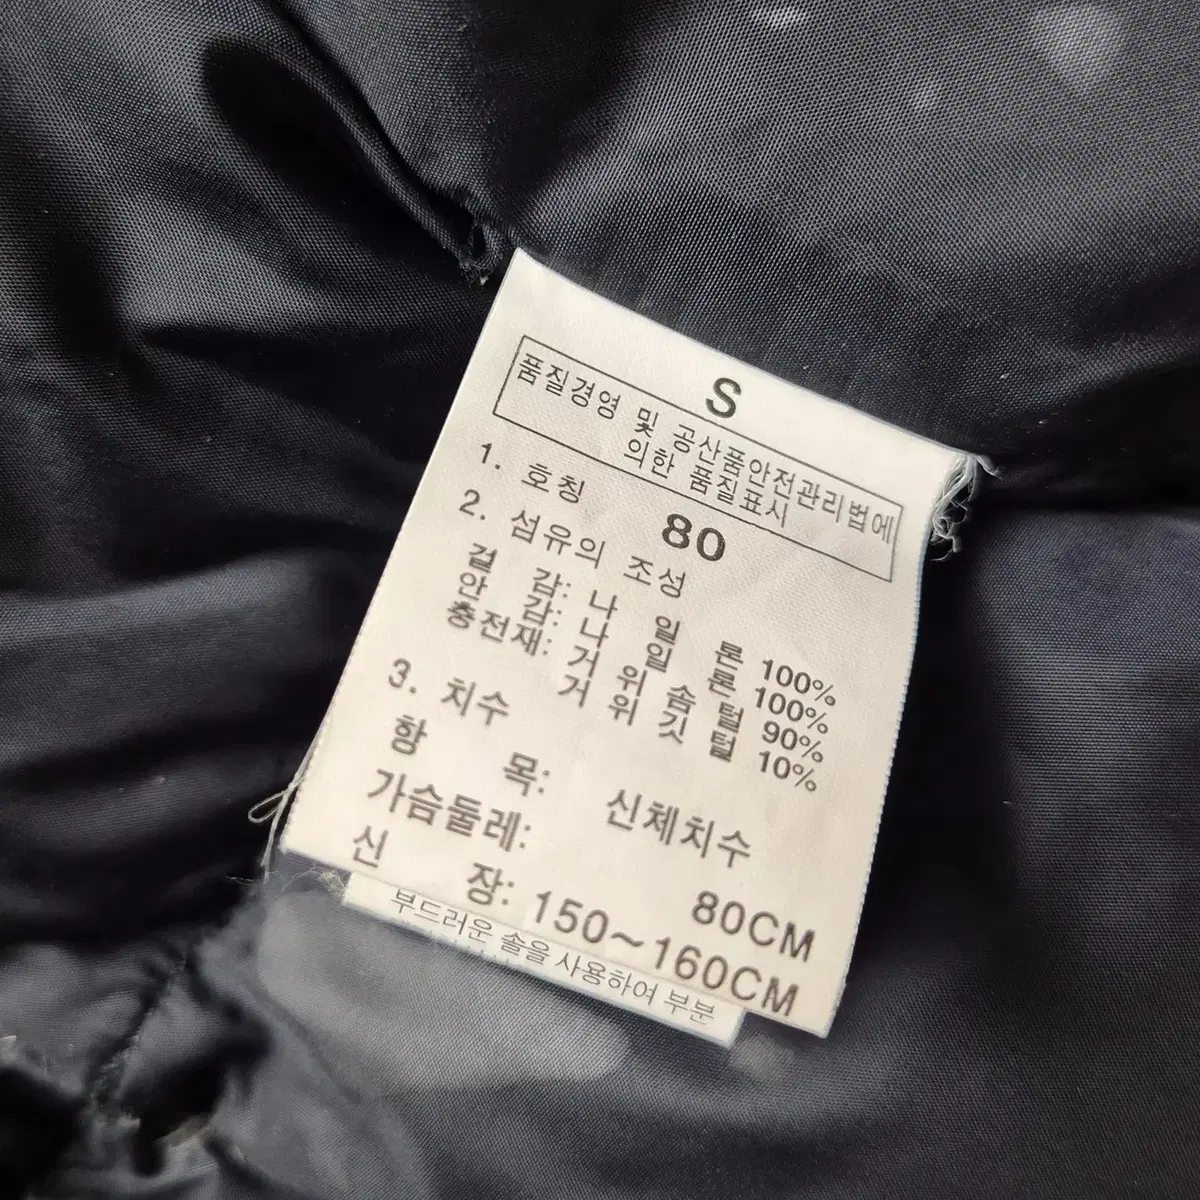 S
품질경영 및 공산품안전관리법에
의한 품질표시
1. 호칭 80
2. 섬유의 조성
겉 감: 나 일 론 100%
안 감: 나 일 론 100%
충전재: 거 위 솜 털 90%
거 위 깃 털 10%
3. 치수
항 목: 신체치수
가슴둘레: 80CM
신 장: 150~160CM
부드러운 솔을 사용하여 부분